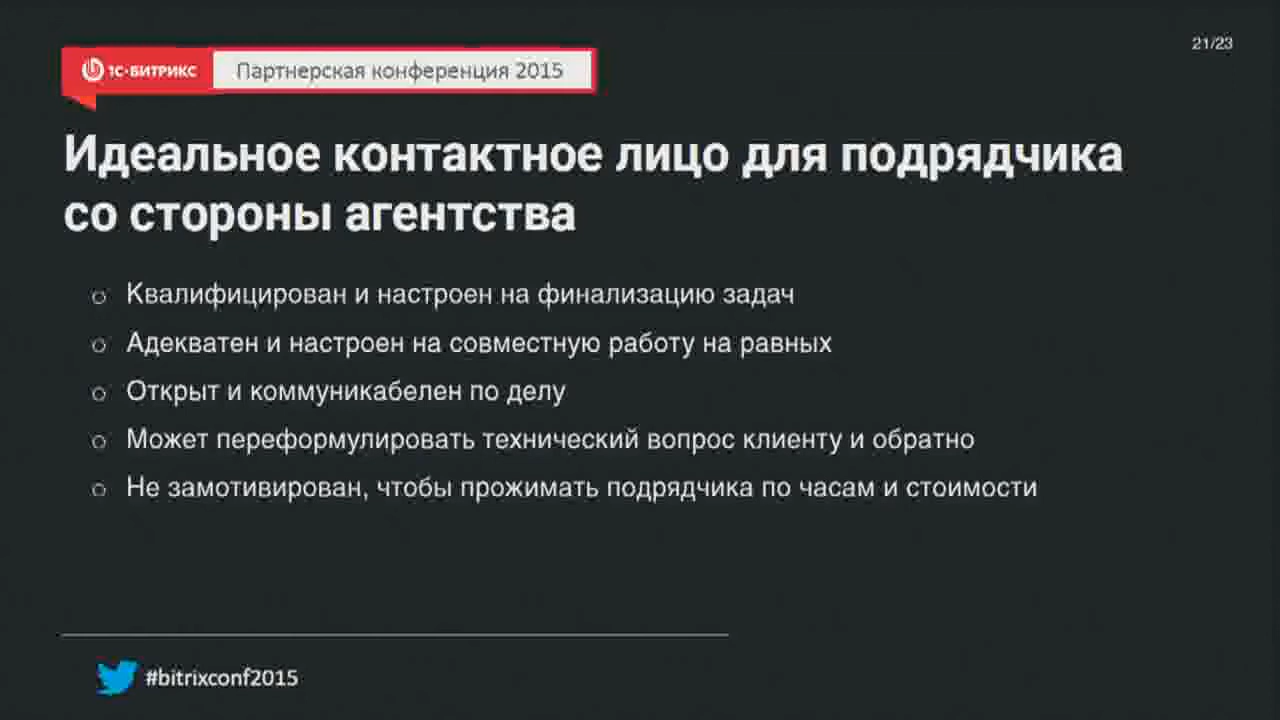 21/23
1С-БИТРИКС Партнерская конференция 2015
Идеальное контактное лицо для подрядчика
со стороны агентства
Квалифицирован и настроен на финализацию задач
Адекватен и настроен на совместную работу на равных
Открыт и коммуникабелен по делу
Может переформулировать технический вопрос клиенту и обратно
Не замотивирован, чтобы прожимать подрядчика по часам и стоимости
#bitrixconf2015